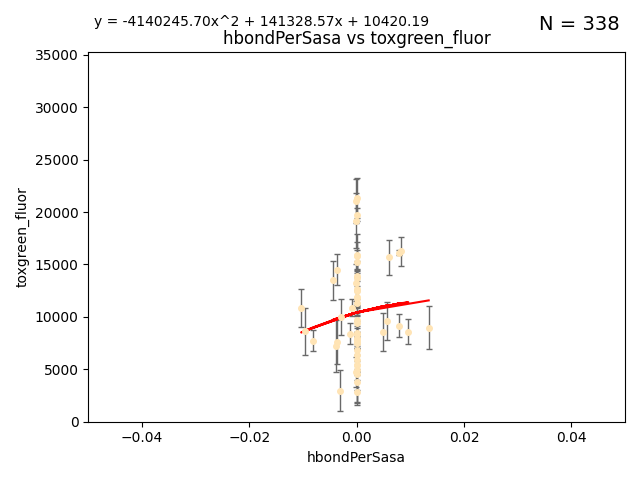 y = -4140245.70x^2 + 141328.57x + 10420.19
N = 338
hbondPerSasa vs toxgreen_fluor
35000
30000
25000
20000
15000
10000
5000
0
toxgreen_fluor
−0.04
−0.02
0.00
0.02
0.04
hbondPerSasa